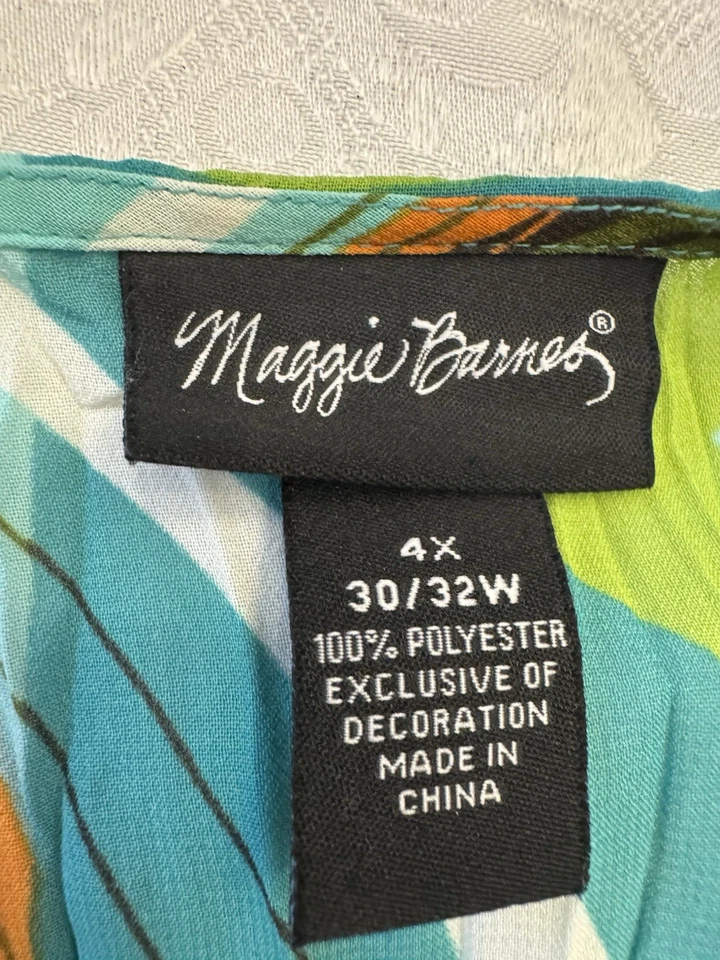 Maggie Barnes®
4X
30/32W
100% POLYESTER
EXCLUSIVE OF
DECORATION
MADE IN
CHINA